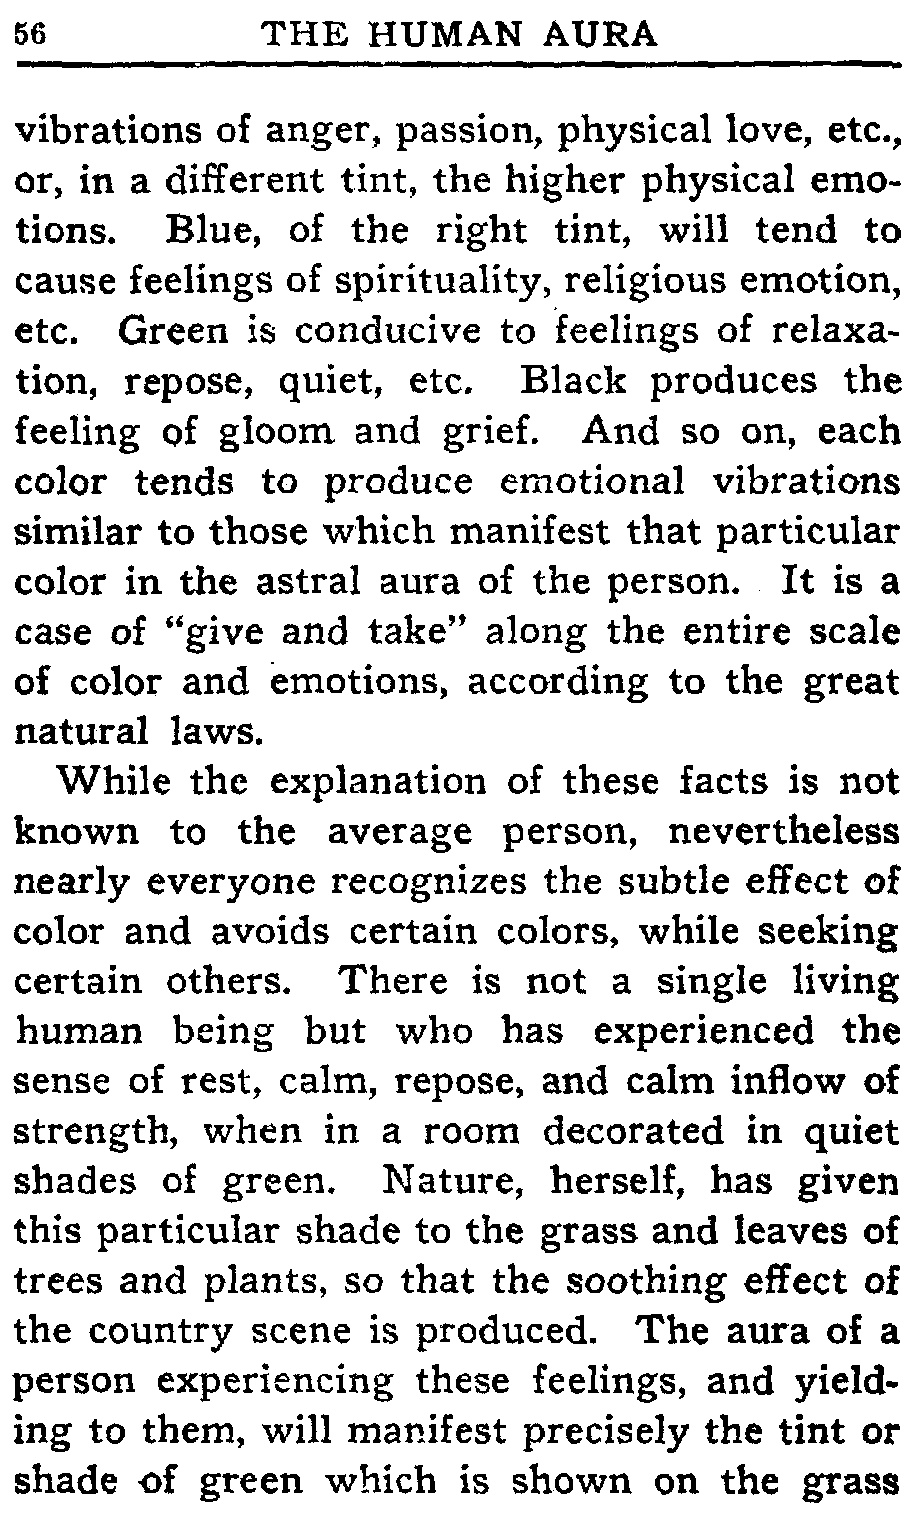 56 THE HUMAN AURA
vibrations of anger, passion, physical love, etc.,
or, in a different tint, the higher physical emo-
tions. Blue, of the right tint, will tend to
cause feelings of spirituality, religious emotion,
etc. Green is conducive to feelings of relaxa-
tion, repose, quiet, etc. Black produces the
feeling of gloom and grief. And so on, each
color tends to produce emotional vibrations
similar to those which manifest that particular
color in the astral aura of the person. It is a
case of “give and take” along the entire scale
of color and emotions, according to the great
natural laws.
While the explanation of these facts is not
known to the average person, nevertheless
nearly everyone recognizes the subtle effect of
color and avoids certain colors, while seeking
certain others. There is not a single living
human being but who has experienced the
sense of rest, calm, repose, and calm inflow of
strength, when in a room decorated in quiet
shades of green. Nature, herself, has given
this particular shade to the grass and leaves of
trees and plants, so that the soothing effect of
the country scene is produced. The aura of a
person experiencing these feelings, and yield-
ing to them, will manifest precisely the tint or
shade of green which is shown on the grass